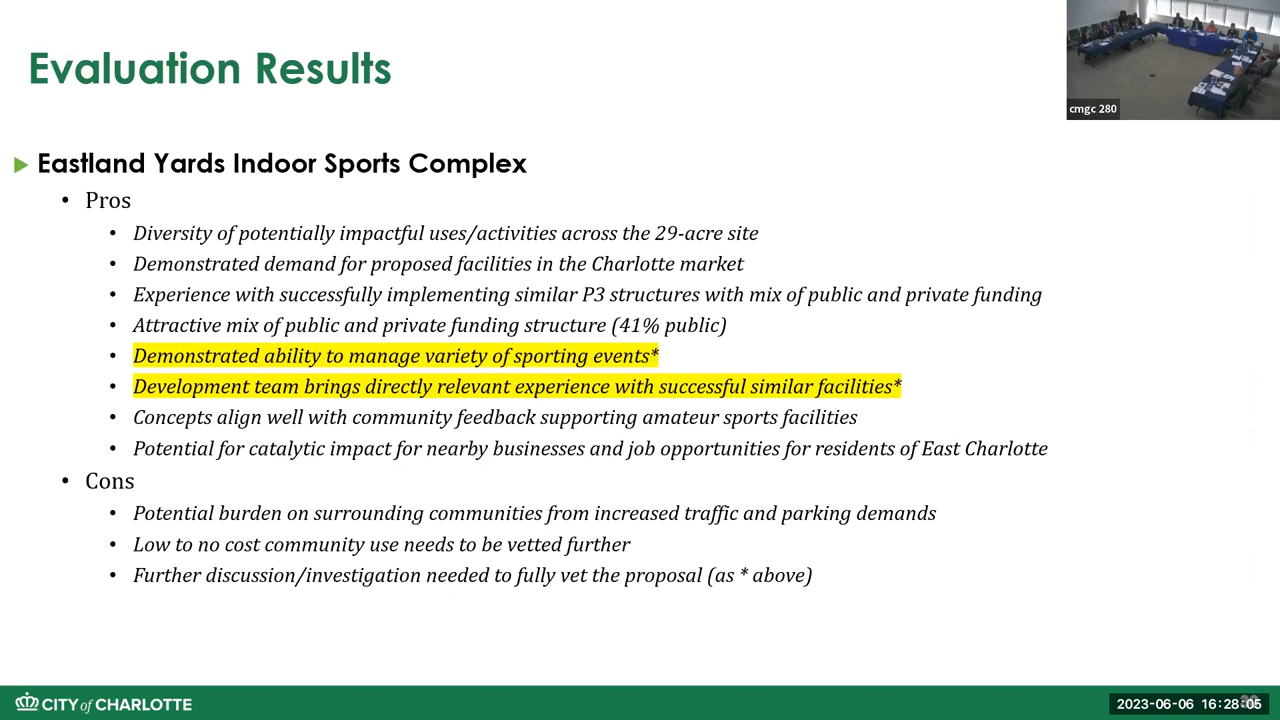 Evaluation Results
cmgc 280
Eastland Yards Indoor Sports Complex
• Pros
• Diversity of potentially impactful uses/activities across the 29-acre site
• Demonstrated demand for proposed facilities in the Charlotte market
• Experience with successfully implementing similar P3 structures with mix of public and private funding
• Attractive mix of public and private funding structure (41% public)
• Demonstrated ability to manage variety of sporting events*
• Development team brings directly relevant experience with successful similar facilities*
• Concepts align well with community feedback supporting amateur sports facilities
• Potential for catalytic impact for nearby businesses and job opportunities for residents of East Charlotte
• Cons
• Potential burden on surrounding communities from increased traffic and parking demands
• Low to no cost community use needs to be vetted further
• Further discussion/investigation needed to fully vet the proposal (as * above)
CITY of CHARLOTTE
2023-06-06 16:28:05